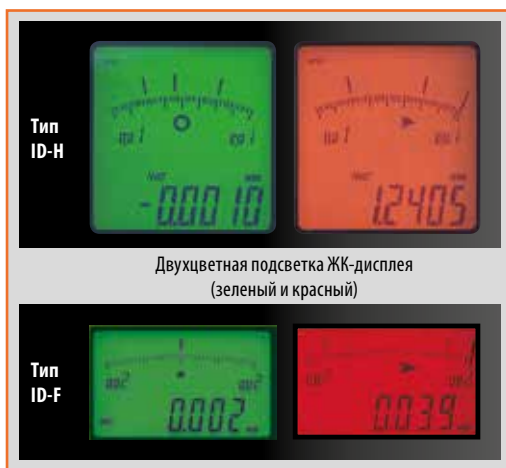 Тип
ID-H
-0.0010
1.2405
Двухцветная подсветка ЖК-дисплея
(зеленый и красный)
Тип
ID-F
0.002
0.039